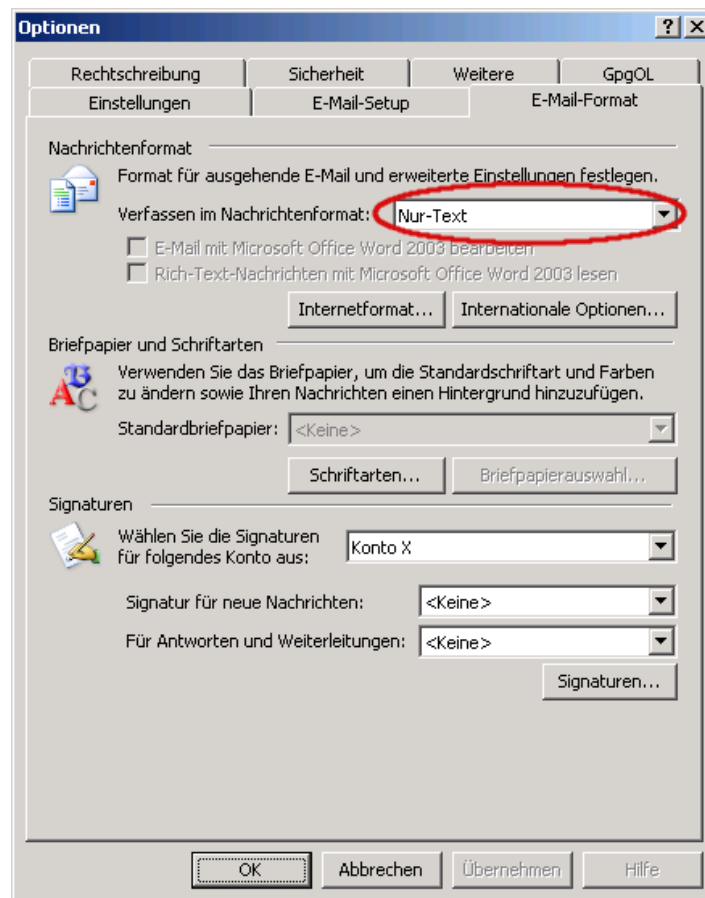 Optionen
Rechtschreibung Sicherheit Weitere GpgOL
Einstellungen E-Mail-Setup E-Mail-Format
Nachrichtenformat
Format für ausgehende E-Mail und erweiterte Einstellungen festlegen.
Verfassen im Nachrichtenformat: Nur-Text
E-Mail mit Microsoft Office Word 2003 bearbeiten
Rich-Text-Nachrichten mit Microsoft Office Word 2003 lesen
Internetformat... Internationale Optionen...
Briefpapier und Schriftarten
Verwenden Sie das Briefpapier, um die Standardschriftart und Farben
zu ändern sowie Ihren Nachrichten einen Hintergrund hinzuzufügen.
Standardbriefpapier: <Keine>
Schriftarten... Briefpapierauswahl...
Signaturen
Wählen Sie die Signaturen
für folgendes Konto aus: Konto X
Signatur für neue Nachrichten: <Keine>
Für Antworten und Weiterleitungen: <Keine>
Signaturen...
OK Abbrechen Übernehmen Hilfe